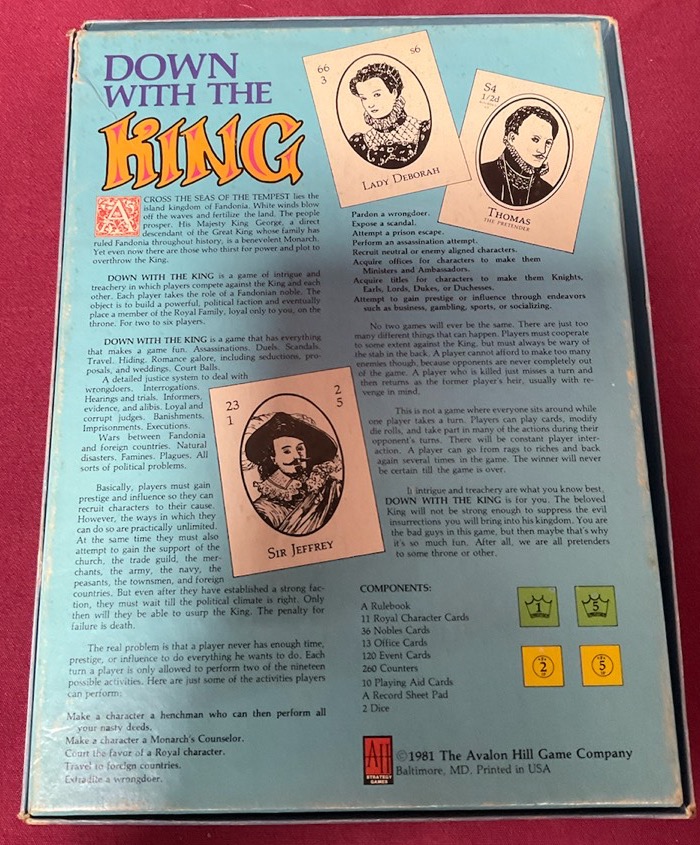 DOWN
WITH THE
KING
ACROSS THE SEAS OF THE TEMPEST lies the
island kingdom of Fandonia. White winds blow
off the waves and fertilize the land. The people
prosper. His Majesty King George, a direct
descendant of the Great King whose family has
ruled Fandonia throughout history, is a benevolent Monarch.
Yet even now there are those who thirst for power and plot to
overthrow the King.
DOWN WITH THE KING is a game of intrigue and
treachery in which players compete against the King and each
other. Each player takes the role of a Fandonian noble. The
object is to build a powerful, political faction and eventually
place a member of the Royal Family, loyal only to you, on the
throne. For two to six players.
DOWN WITH THE KING is a game that has everything
that makes a game fun. Assassinations. Duels. Scandals.
Travel. Hiding. Romance galore, including seductions, pro-
posals, and weddings. Court Balls.
A detailed justice system to deal with
wrongdoers. Interrogations.
Hearings and trials. Informers,
evidence, and alibis. Loyal and
corrupt judges. Banishments.
Imprisonments. Executions.
Wars between Fandonia
and foreign countries. Natural
disasters. Famines. Plagues. All
sorts of political problems.
Basically, players must gain
prestige and influence so they can
recruit characters to their cause.
However, the ways in which they
can do so are practically unlimited.
At the same time they must also
attempt to gain the support of the
church, the trade guild, the mer-
chants, the army, the navy, the
peasants, the townsmen, and foreign
countries. But even after they have established a strong fac-
tion, they must wait till the political climate is right. Only
then will they be able to usurp the King. The penalty for
failure is death.
The real problem is that a player never has enough time,
prestige, or influence to do everything he wants to do. Each
turn a player is only allowed to perform two of the nineteen
possible activities. Here are just some of the activities players
can perform:
Make a character a henchman who can then perform all
your nasty deeds.
Make a character a Monarch's Counselor.
Court the favor of a Royal character.
Travel to foreign countries.
Extradite a wrongdoer.
66
3
s6
LADY DEBORAH
S4
1/2d
THOMAS
THE PRETENDER
Pardon a wrongdoer.
Expose a scandal.
Attempt a prison escape.
Perform an assassination attempt.
Recruit neutral or enemy aligned characters.
Acquire offices for characters to make them
Ministers and Ambassadors.
Acquire titles for characters to make them Knights,
Earls, Lords, Dukes, or Duchesses.
Attempt to gain prestige or influence through endeavors
such as business, gambling, sports, or socializing.
No two games will ever be the same. There are just too
many different things that can happen. Players must cooperate
to some extent against the King, but must always be wary of
the stab in the back. A player cannot afford to make too many
enemies though, because opponents are never completely out
of the game. A player who is killed just misses a turn and
then returns as the former player's heir, usually with re-
venge in mind.
This is not a game where everyone sits around while
one player takes a turn. Players can play cards, modify
die rolls, and take part in many of the actions during their
opponent's turns. There will be constant player inter-
action. A player can go from rags to riches and back
again several times in the game. The winner will never
be certain till the game is over.
If intrigue and treachery are what you know best,
DOWN WITH THE KING is for you. The beloved
King will not be strong enough to suppress the evil
insurrections you will bring into his kingdom. You are
the bad guys in this game, but then maybe that's why
it's so much fun. After all, we are all pretenders
to some throne or other.
23
1
2
5
SIR JEFFREY
COMPONENTS:
A Rulebook
11 Royal Character Cards
36 Nobles Cards
13 Office Cards
120 Event Cards
260 Counters
10 Playing Aid Cards
A Record Sheet Pad
2 Dice
1
5
2
5
AH
STRATEGY
GAMES
©1981 The Avalon Hill Game Company
Baltimore, MD. Printed in USA